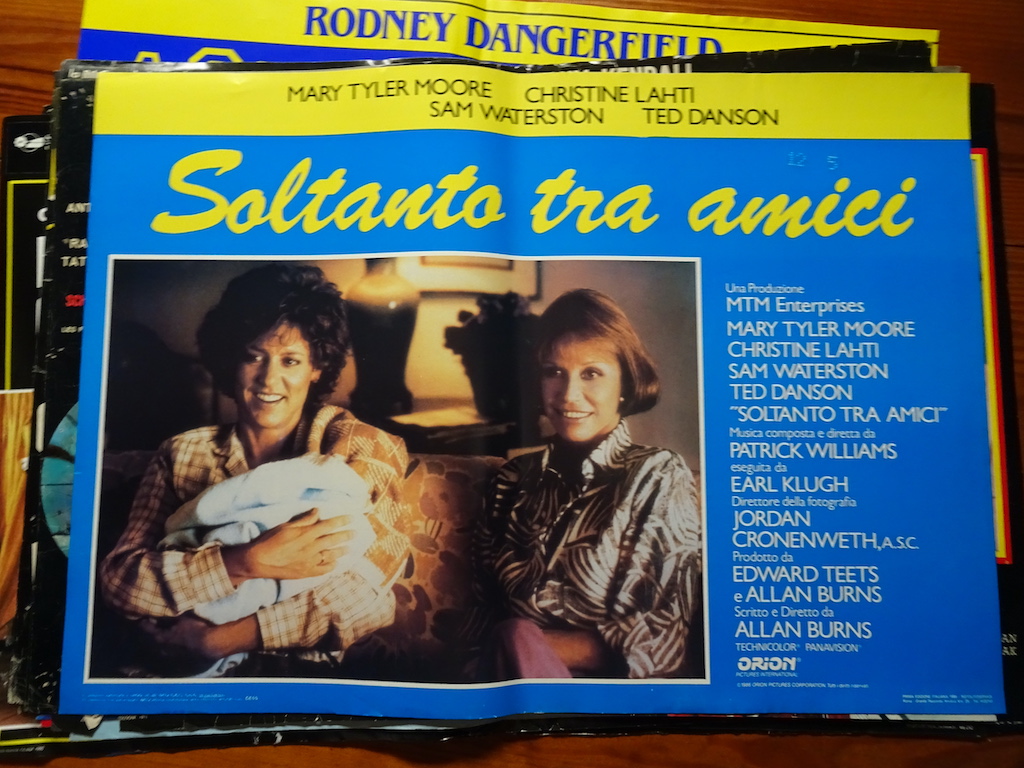 RODNEY DANGERFIELD
MARY TYLER MOORE CHRISTINE LAHTI
SAM WATERSTON TED DANSON
12 5
Soltanto tra amici
Una Produzione
MTM Enterprises
MARY TYLER MOORE
CHRISTINE LAHTI
SAM WATERSTON
TED DANSON
"SOLTANTO TRA AMICI"
Musica composta e diretta da
PATRICK WILLIAMS
eseguita da
EARL KLUGH
Direttore della fotografia
JORDAN
CRONENWETH, A.S.C.
Prodotto da
EDWARD TEETS
e ALLAN BURNS
Scritto e Diretto da
ALLAN BURNS
TECHNICOLOR® PANAVISION®
ORION
PICTURES INTERNATIONAL
ANT
"RA
TAT